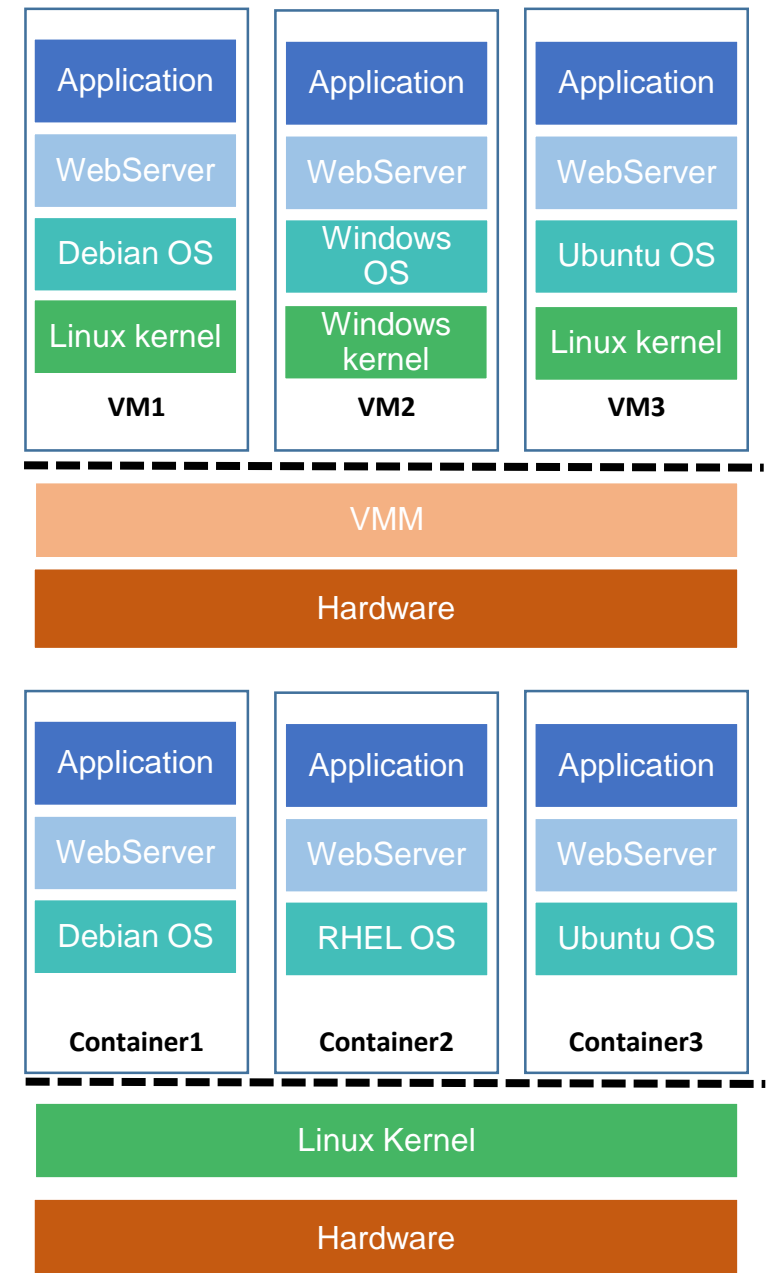 Application
Application
Application
WebServer
WebServer
WebServer
Debian OS
Windows
OS
Ubuntu OS
Linux kernel
Windows
kernel
Linux kernel
VM1
VM2
VM3
VMM
Hardware
Application
Application
Application
WebServer
WebServer
WebServer
Debian OS
RHEL OS
Ubuntu OS
Container1
Container2
Container3
Linux Kernel
Hardware